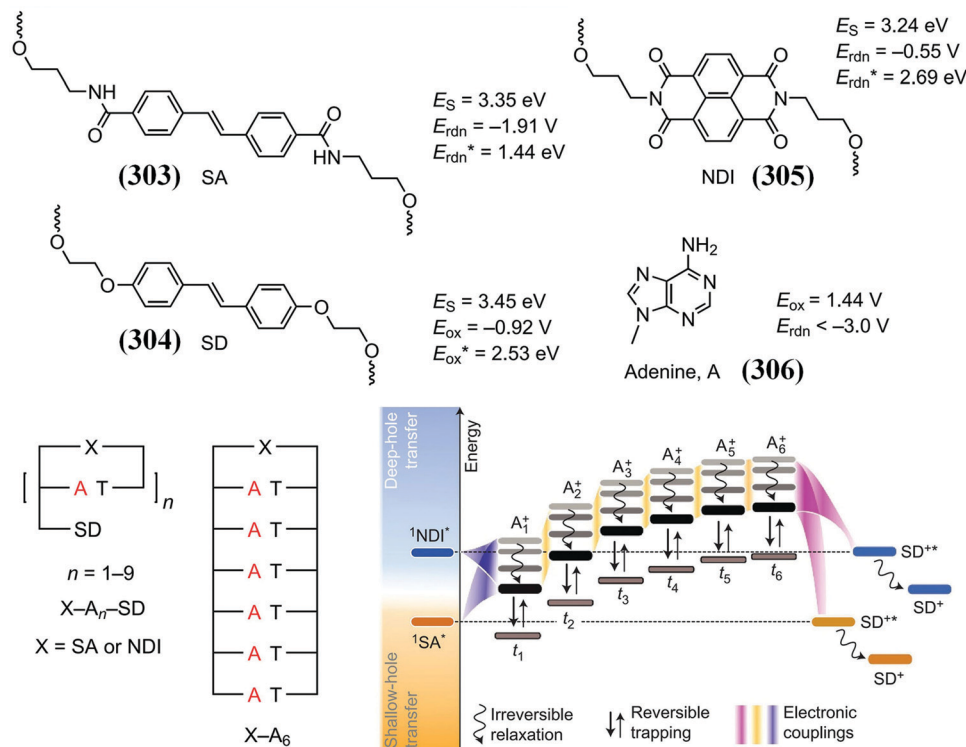 O
NH
O
O
N
H
O
(303) SA
E_S = 3.35 eV
E_rdn = –1.91 V
E_rdn* = 1.44 eV
O
O
N
O
O
N
O
O
NDI (305)
E_S = 3.24 eV
E_rdn = –0.55 V
E_rdn* = 2.69 eV
O
O
O
O
(304) SD
E_S = 3.45 eV
E_ox = –0.92 V
E_ox* = 2.53 eV
NH₂
N
N
N
N
Adenine, A (306)
E_ox = 1.44 V
E_rdn < –3.0 V
X
A T
SD
[ ]n
n = 1–9
X–Aₙ–SD
X = SA or NDI
X
A T
A T
A T
A T
A T
A T
X–A₆
Deep-hole transfer
Shallow-hole transfer
Energy
¹NDI*
¹SA*
A₁⁺
A₂⁺
A₃⁺
A₄⁺
A₅⁺
A₆⁺
t₁
t₂
t₃
t₄
t₅
t₆
SD⁺*
SD⁺
SD⁺*
SD⁺
Irreversible relaxation
Reversible trapping
Electronic couplings